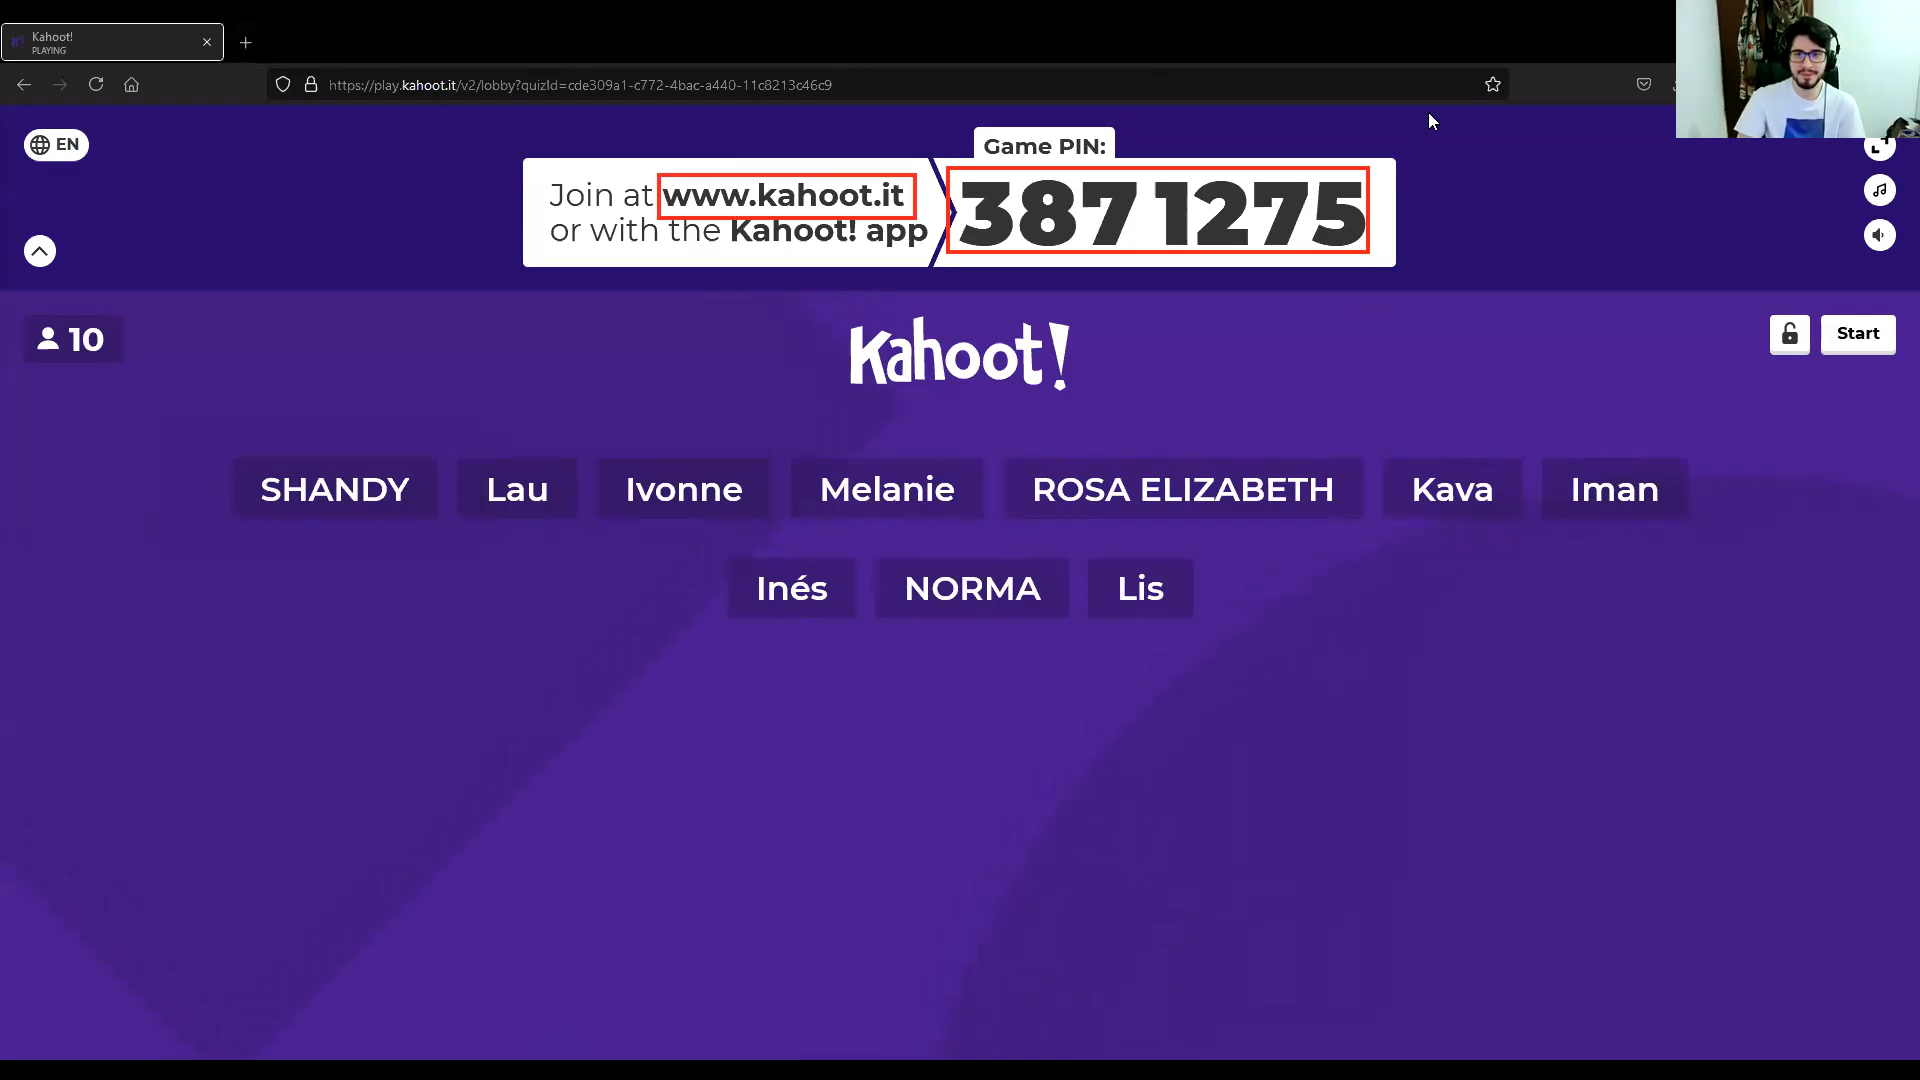 Kahoot!
PLAYING
https://play.kahoot.it/v2/lobby?quizId=cde309a1-c772-4bac-a440-11c8213c46c9
EN
Game PIN:
Join at www.kahoot.it
or with the Kahoot! app
387 1275
10
Kahoot!
Start
SHANDY Lau Ivonne Melanie ROSA ELIZABETH Kava Iman
Inés NORMA Lis